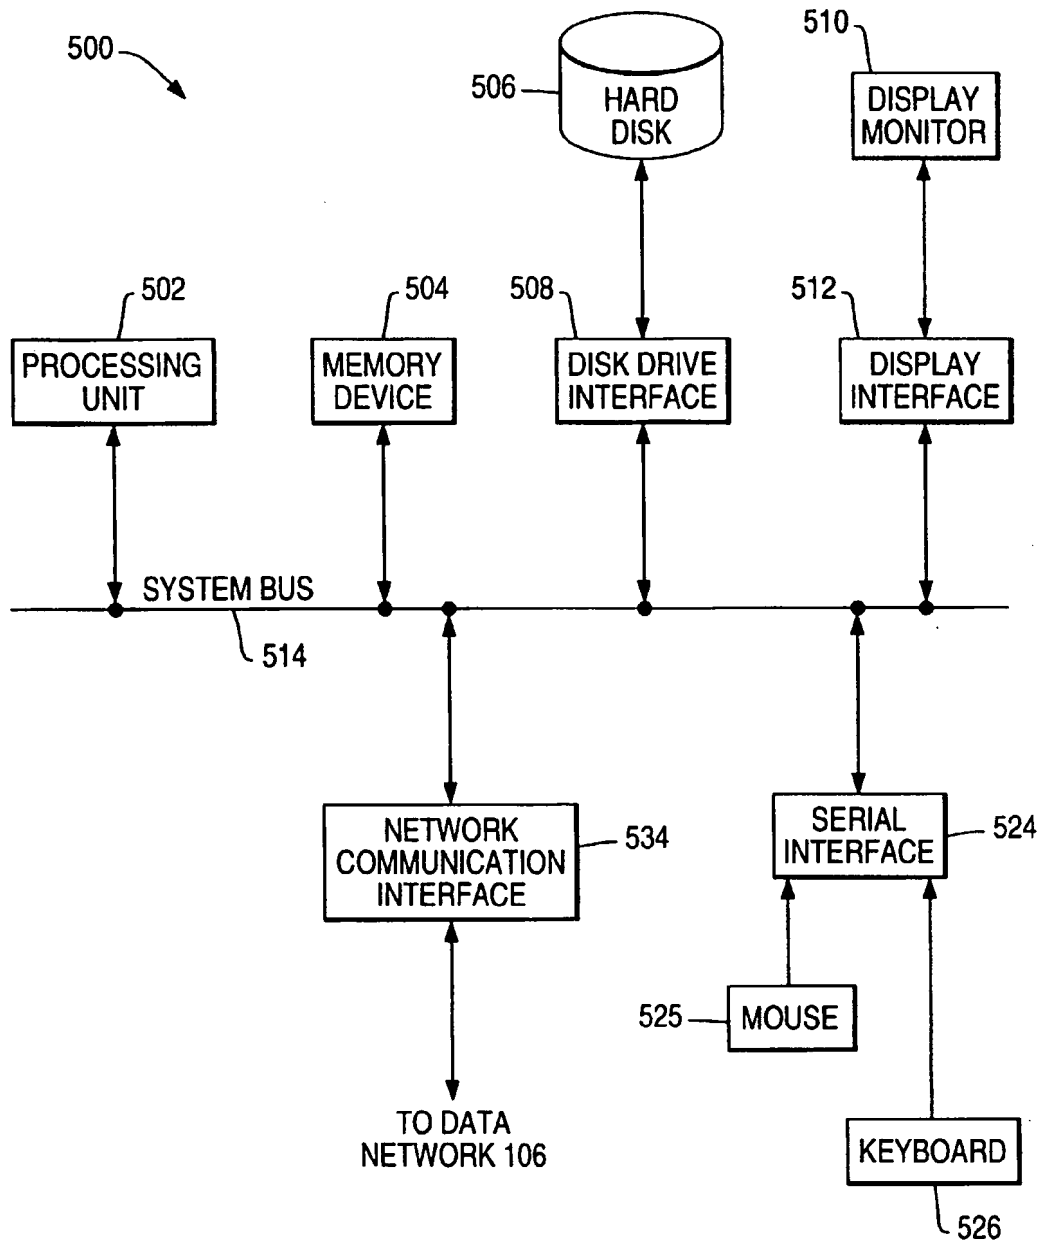 500
506
HARD
DISK
510
DISPLAY
MONITOR
502
PROCESSING
UNIT
504
MEMORY
DEVICE
508
DISK DRIVE
INTERFACE
512
DISPLAY
INTERFACE
SYSTEM BUS
514
NETWORK
COMMUNICATION
INTERFACE
534
SERIAL
INTERFACE
524
525
MOUSE
TO DATA
NETWORK 106
KEYBOARD
526